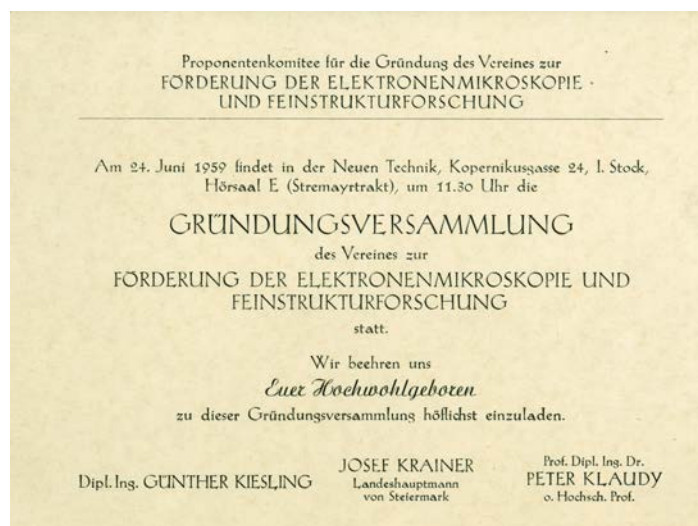 Proponentenkomitee für die Gründung des Vereines zur
FÖRDERUNG DER ELEKTRONENMIKROSKOPIE ·
UND FEINSTRUKTURFORSCHUNG
Am 24. Juni 1959 findet in der Neuen Technik, Kopernikusgasse 24, I. Stock,
Hörsaal E (Stremayrtrakt), um 11.30 Uhr die
GRÜNDUNGSVERSAMMLUNG
des Vereines zur
FÖRDERUNG DER ELEKTRONENMIKROSKOPIE UND
FEINSTRUKTURFORSCHUNG
statt.
Wir beehren uns
Euer Hochwohlgeboren
zu dieser Gründungsversammlung höflichst einzuladen.
Dipl. Ing. GÜNTHER KIESLING
JOSEF KRAINER
Landeshauptmann
von Steiermark
Prof. Dipl. Ing. Dr.
PETER KLAUDY
o. Hochsch. Prof.